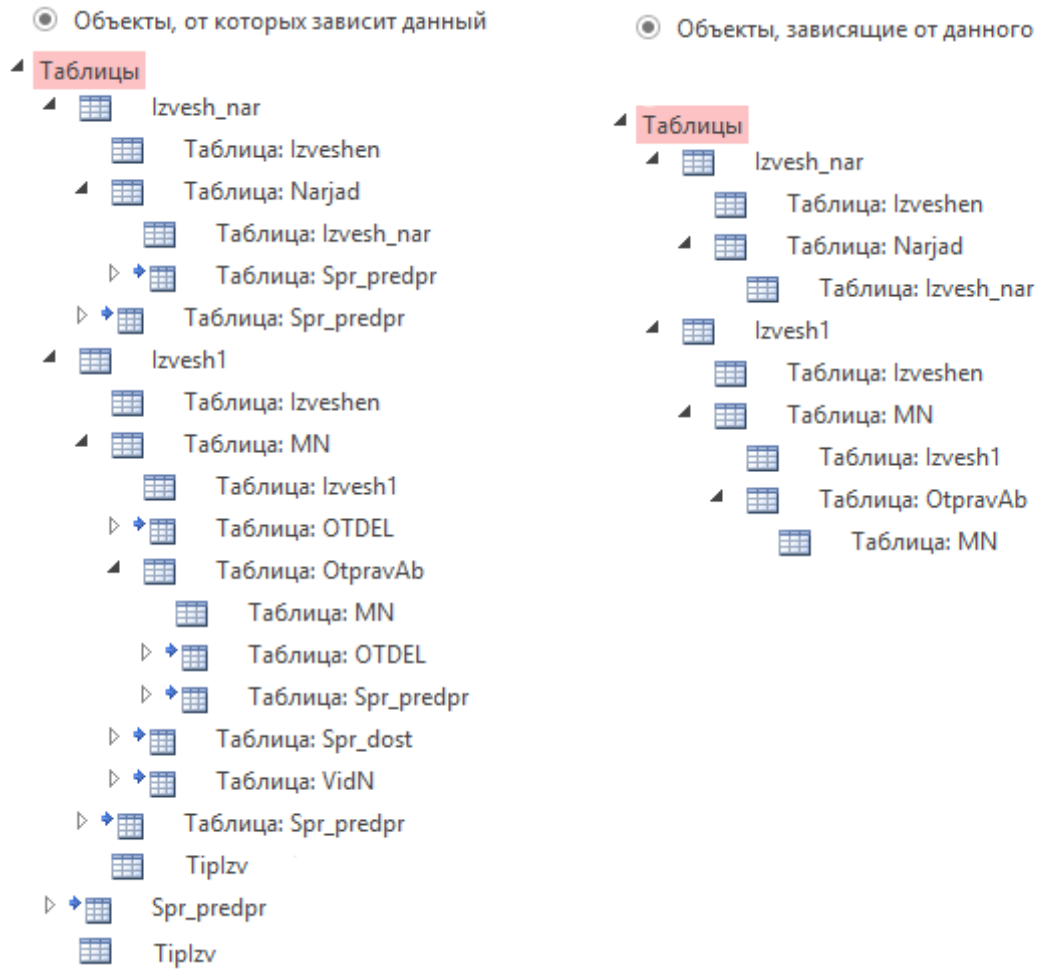 Объекты, от которых зависит данный
Таблицы
Izvesh_nar
Таблица: Izveshen
Таблица: Narjad
Таблица: Izvesh_nar
Таблица: Spr_predpr
Таблица: Spr_predpr
Izvesh1
Таблица: Izveshen
Таблица: MN
Таблица: Izvesh1
Таблица: OTDEL
Таблица: OtpravAb
Таблица: MN
Таблица: OTDEL
Таблица: Spr_predpr
Таблица: Spr_dost
Таблица: VidN
Таблица: Spr_predpr
TipIzv
Spr_predpr
TipIzv
Объекты, зависящие от данного
Таблицы
Izvesh_nar
Таблица: Izveshen
Таблица: Narjad
Таблица: Izvesh_nar
Izvesh1
Таблица: Izveshen
Таблица: MN
Таблица: Izvesh1
Таблица: OtpravAb
Таблица: MN